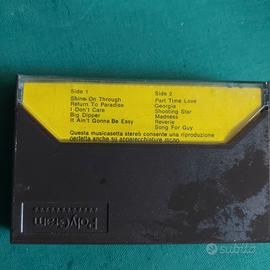 Side 1
Shine On Through
Return To Paradise
I Don't Care
Big Dipper
It Ain't Gonna Be Easy
Side 2
Part Time Love
Georgia
Shooting Star
Madness
Reverie
Song For Guy
Questa musicassetta stereo consente una riproduzione
perfetta anche su apparecchiature mono
PolyGram
subito